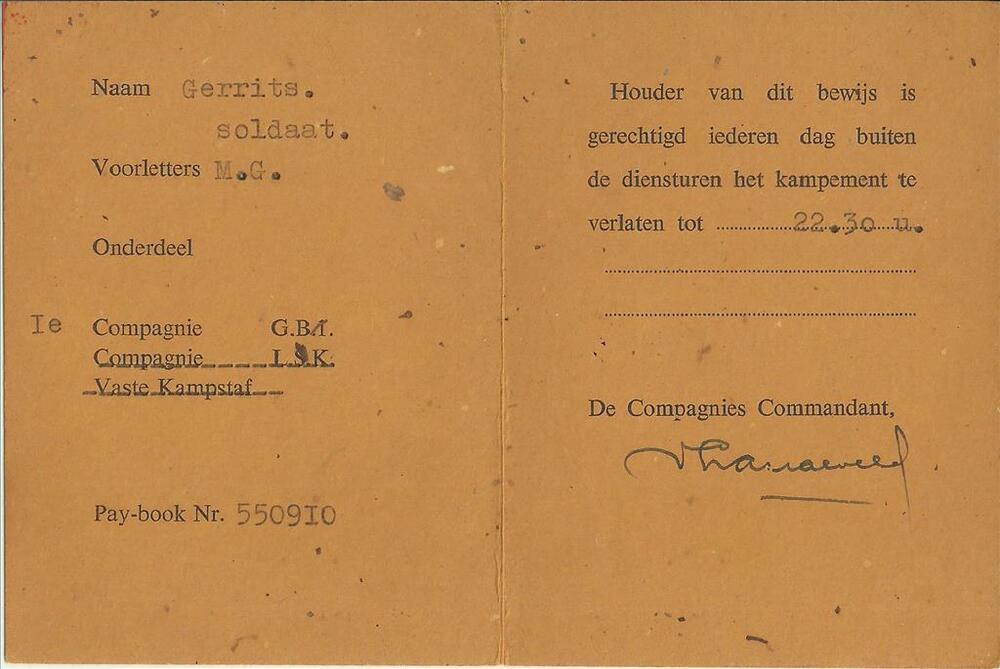 Naam Gerrits.
soldaat.
Voorletters M.G.
Onderdeel
Ie Compagnie G.B.T.
Compagnie L.S.K.
Vaste Kampstaf
Pay-book Nr. 55091O
Houder van dit bewijs is
gerechtigd iederen dag buiten
de diensturen het kampement te
verlaten tot 22.30 u.
De Compagnies Commandant,